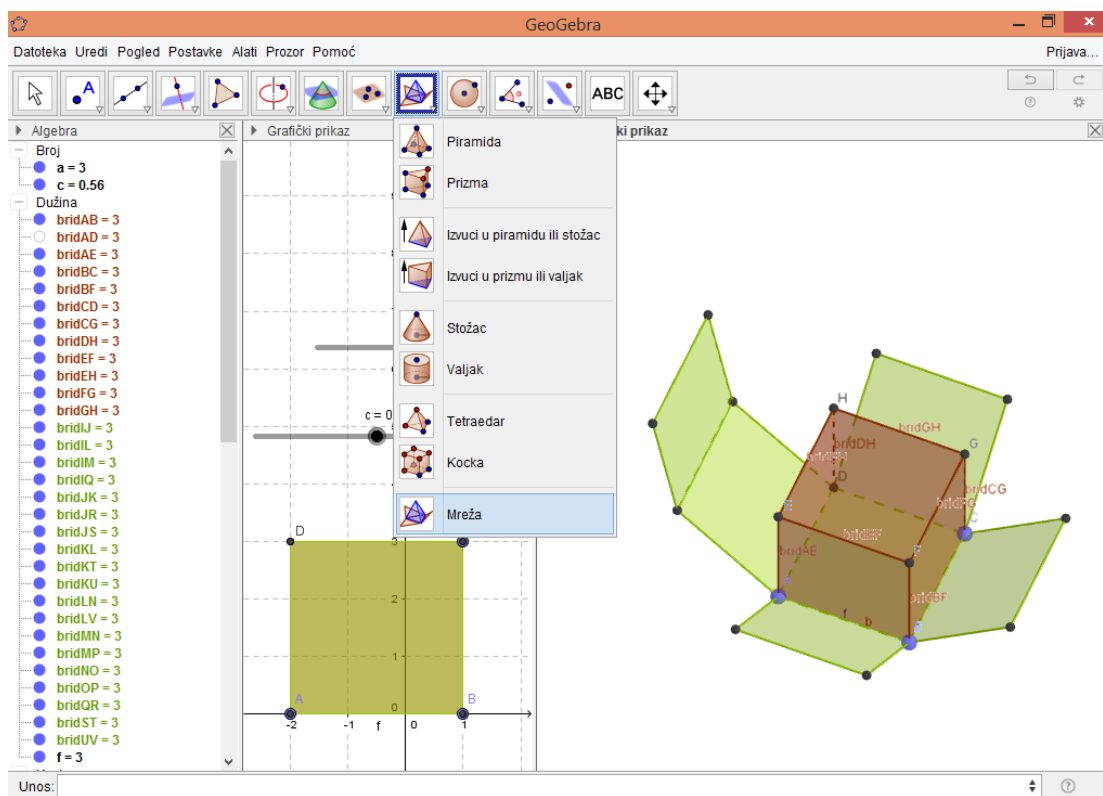 GeoGebra
Datoteka Uredi Pogled Postavke Alati Prozor Pomoć
Prijava...
A
α
ABC
Algebra
Broj
a = 3
c = 0.56
Dužina
bridAB = 3
bridAD = 3
bridAE = 3
bridBC = 3
bridBF = 3
bridCD = 3
bridCG = 3
bridDH = 3
bridEF = 3
bridEH = 3
bridFG = 3
bridGH = 3
bridIJ = 3
bridIL = 3
bridIM = 3
bridIQ = 3
bridJK = 3
bridJR = 3
bridJS = 3
bridKL = 3
bridKT = 3
bridKU = 3
bridLN = 3
bridLV = 3
bridMN = 3
bridMP = 3
bridNO = 3
bridOP = 3
bridQR = 3
bridST = 3
bridUV = 3
f = 3
Grafički prikaz
c = 0
D
3
2
1
0
A
B
-2
-1
f
0
1
Piramida
Prizma
Izvuci u piramidu ili stožac
Izvuci u prizmu ili valjak
Stožac
Valjak
Tetraedar
Kocka
Mreža
ki prikaz
H
bridGH
G
bridDH
D
bridCG
bridFG
C
E
bridEF
F
bridAE
bridBF
f
b
Unos: